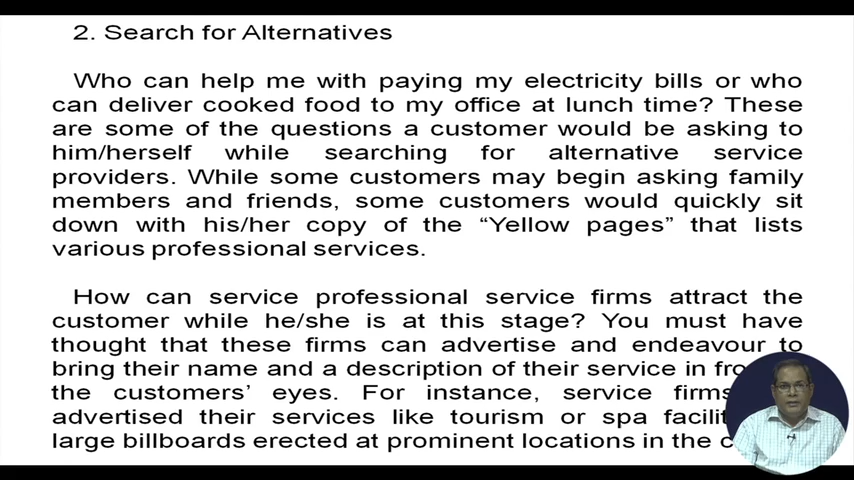 2. Search for Alternatives
Who can help me with paying my electricity bills or who
can deliver cooked food to my office at lunch time? These
are some of the questions a customer would be asking to
him/herself while searching for alternative service
providers. While some customers may begin asking family
members and friends, some customers would quickly sit
down with his/her copy of the “Yellow pages” that lists
various professional services.
How can service professional service firms attract the
customer while he/she is at this stage? You must have
thought that these firms can advertise and endeavour to
bring their name and a description of their service in
the customers’ eyes. For instance, service firms
advertised their services like tourism or spa
large billboards erected at prominent locations in the